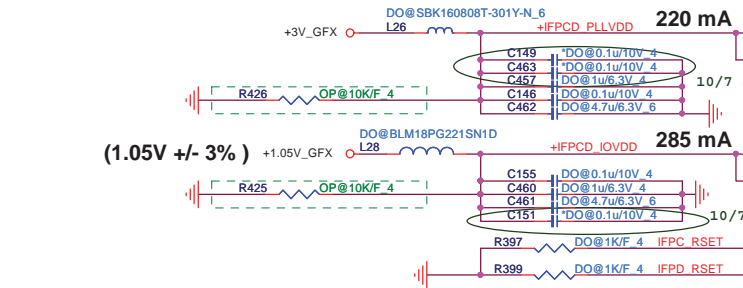 DO@SBK160808T-301Y-N_6
+3V_GFX L26 +IFPCD_PLLVDD 220 mA
C149 *DO@0.1u/10V_4
C463 *DO@0.1u/10V_4
C457 DO@1u/6.3V_4 10/7
R426 OP@10K/F_4 C146 DO@0.1u/10V_4
C462 DO@4.7u/6.3V_6
DO@BLM18PG221SN1D
(1.05V +/- 3% ) +1.05V_GFX L28 +IFPCD_IOVDD 285 mA
C155 DO@0.1u/10V_4
R425 OP@10K/F_4 C460 DO@1u/6.3V_4
C461 DO@4.7u/6.3V_6
C151 *DO@0.1u/10V_4 10/7
R397 DO@1K/F_4 IFPC_RSET
R399 DO@1K/F_4 IFPD_RSET